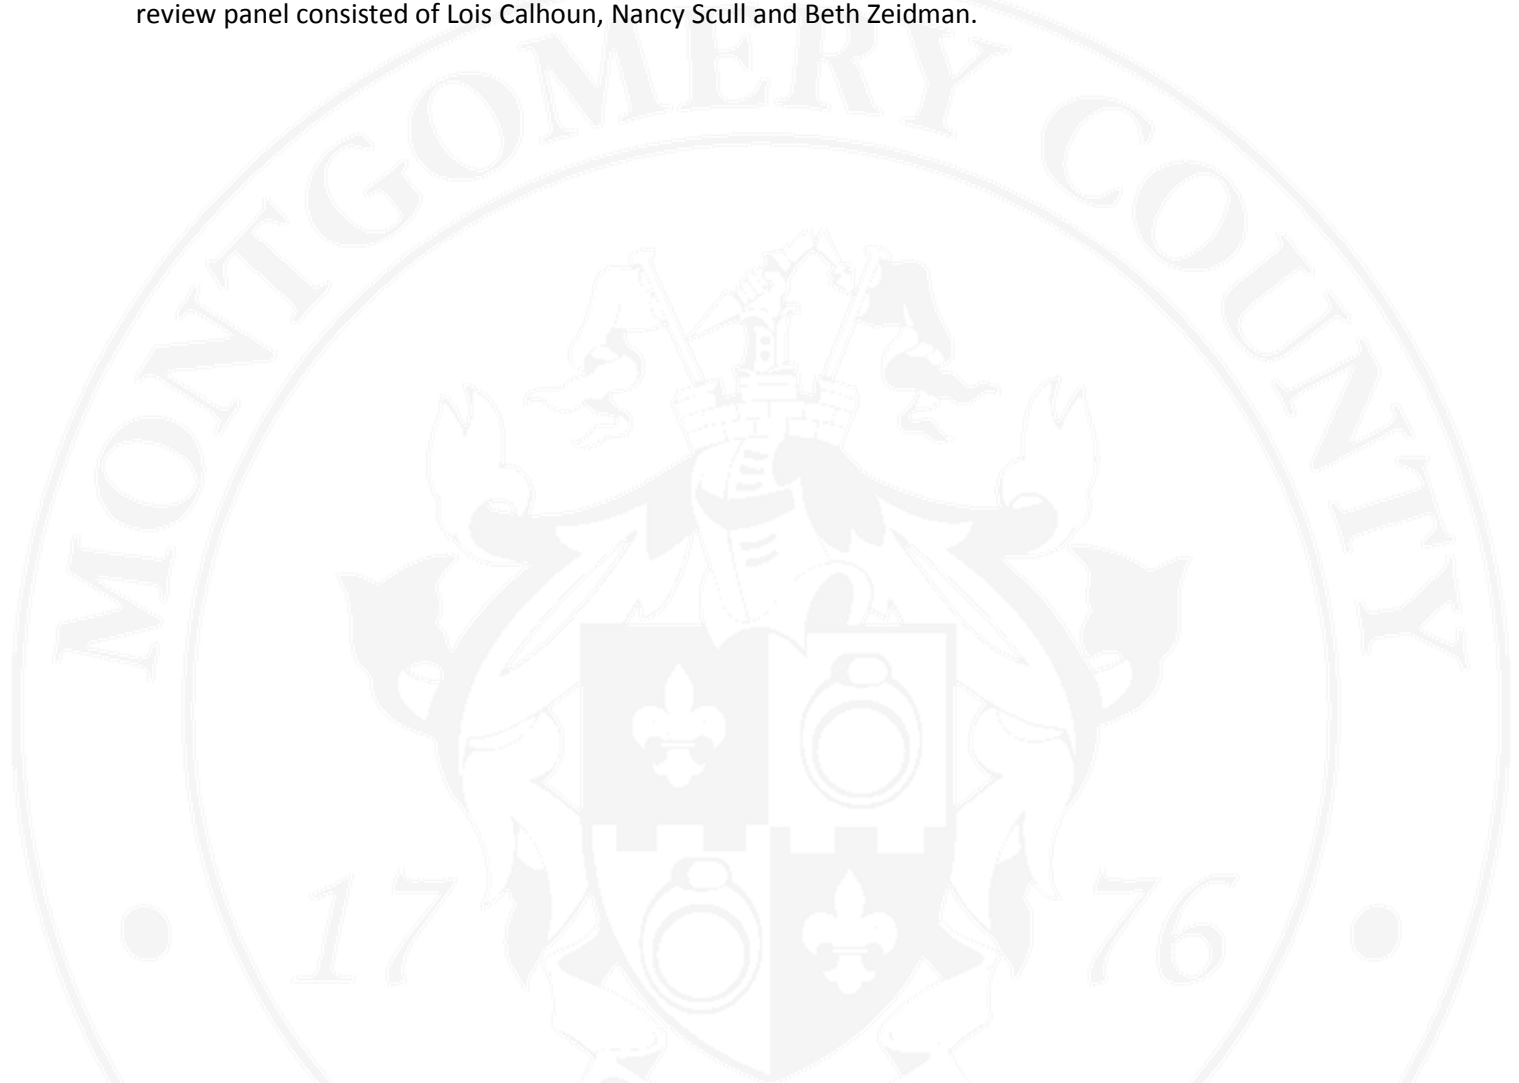 review panel consisted of Lois Calhoun, Nancy Scull and Beth Zeidman.
MONTGOMERY COUNTY
17 76